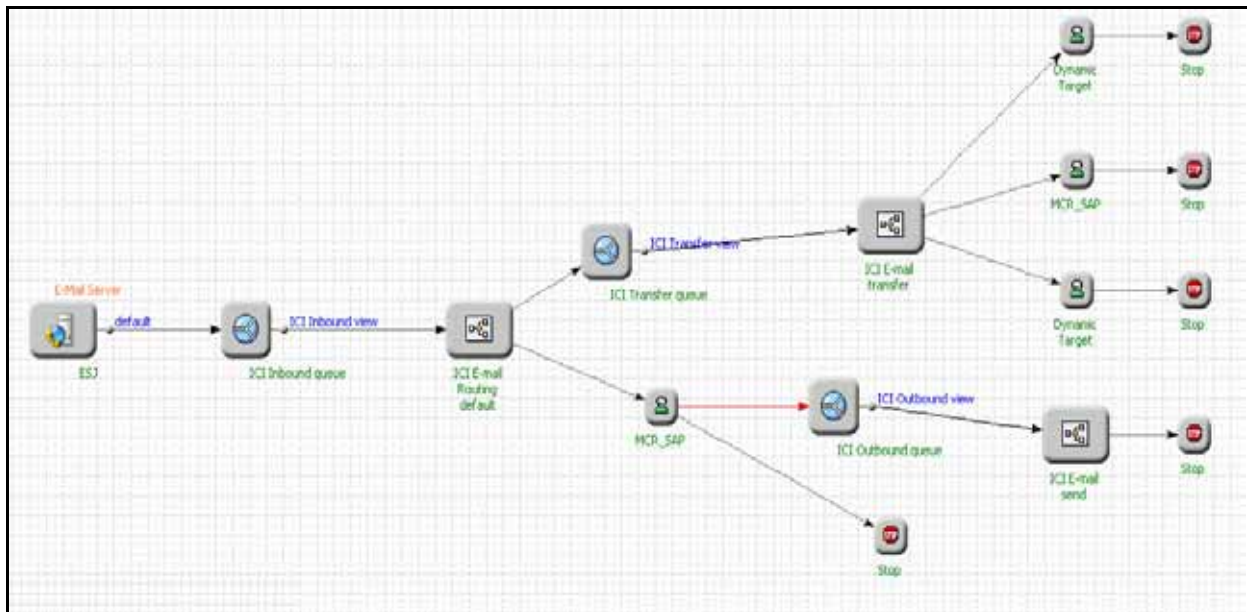 Dynamic
Target
Stop
MCR_SAP
Stop
ICI Transfer view
ICI E-mail
transfer
ICI Transfer queue
E-Mail Server
default
ESJ
ICI Inbound view
ICI Inbound queue
ICI E-mail
Routing
default
Dynamic
Target
Stop
MCR_SAP
ICI Outbound view
ICI Outbound queue
ICI E-mail
send
Stop
Stop